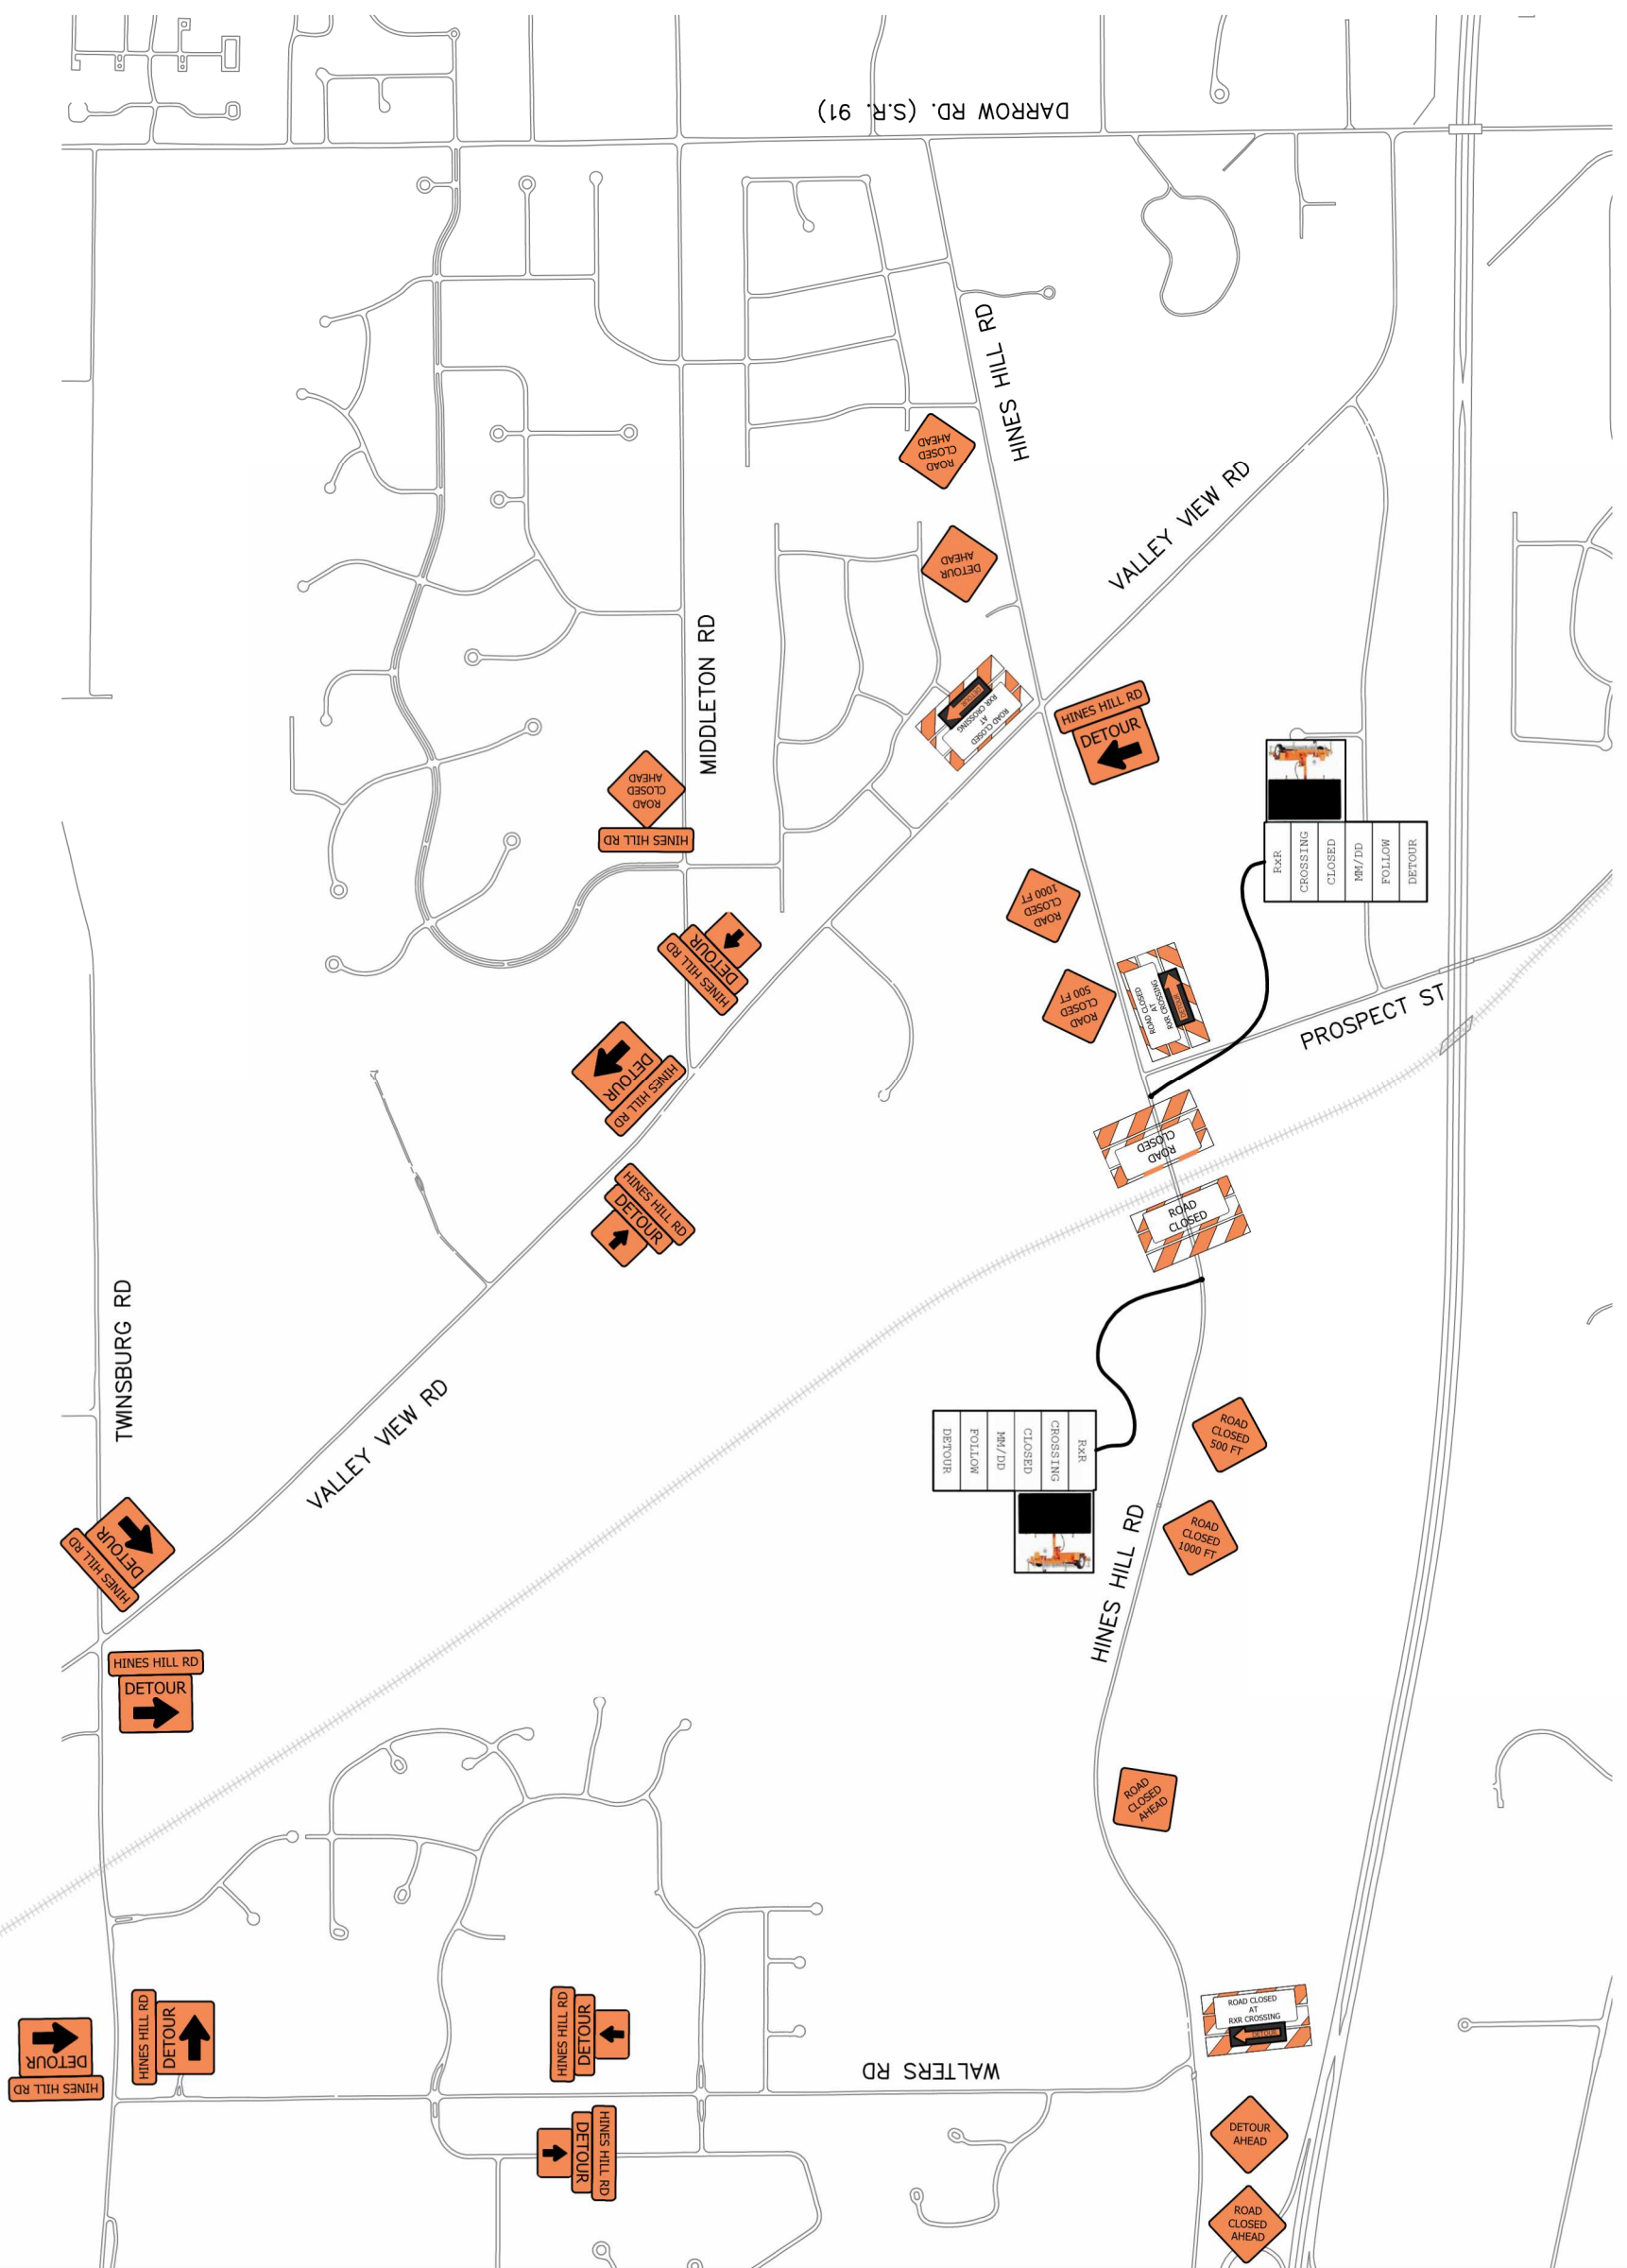 DARROW RD. (S.R. 91)
HINES HILL RD
ROAD
CLOSED
AHEAD
VALLEY VIEW RD
DETOUR
AHEAD
MIDDLETON RD
ROAD CLOSED
AT
RXR CROSSING
DETOUR
HINES HILL RD
DETOUR
ROAD
CLOSED
AHEAD
HINES HILL RD
RxR
CROSSING
CLOSED
MM/DD
FOLLOW
DETOUR
ROAD
CLOSED
1000 FT
HINES HILL RD
DETOUR
ROAD
CLOSED
500 FT
ROAD CLOSED
AT
RXR CROSSING
DETOUR
PROSPECT ST
HINES HILL RD
DETOUR
ROAD
CLOSED
HINES HILL RD
DETOUR
ROAD
CLOSED
TWINSBURG RD
VALLEY VIEW RD
RxR
CROSSING
CLOSED
MM/DD
FOLLOW
DETOUR
ROAD
CLOSED
500 FT
HINES HILL RD
ROAD
CLOSED
1000 FT
HINES HILL RD
DETOUR
HINES HILL RD
DETOUR
ROAD
CLOSED
AHEAD
ROAD CLOSED
AT
RXR CROSSING
DETOUR
HINES HILL RD
DETOUR
HINES HILL RD
DETOUR
HINES HILL RD
DETOUR
WALTERS RD
HINES HILL RD
DETOUR
DETOUR
AHEAD
ROAD
CLOSED
AHEAD